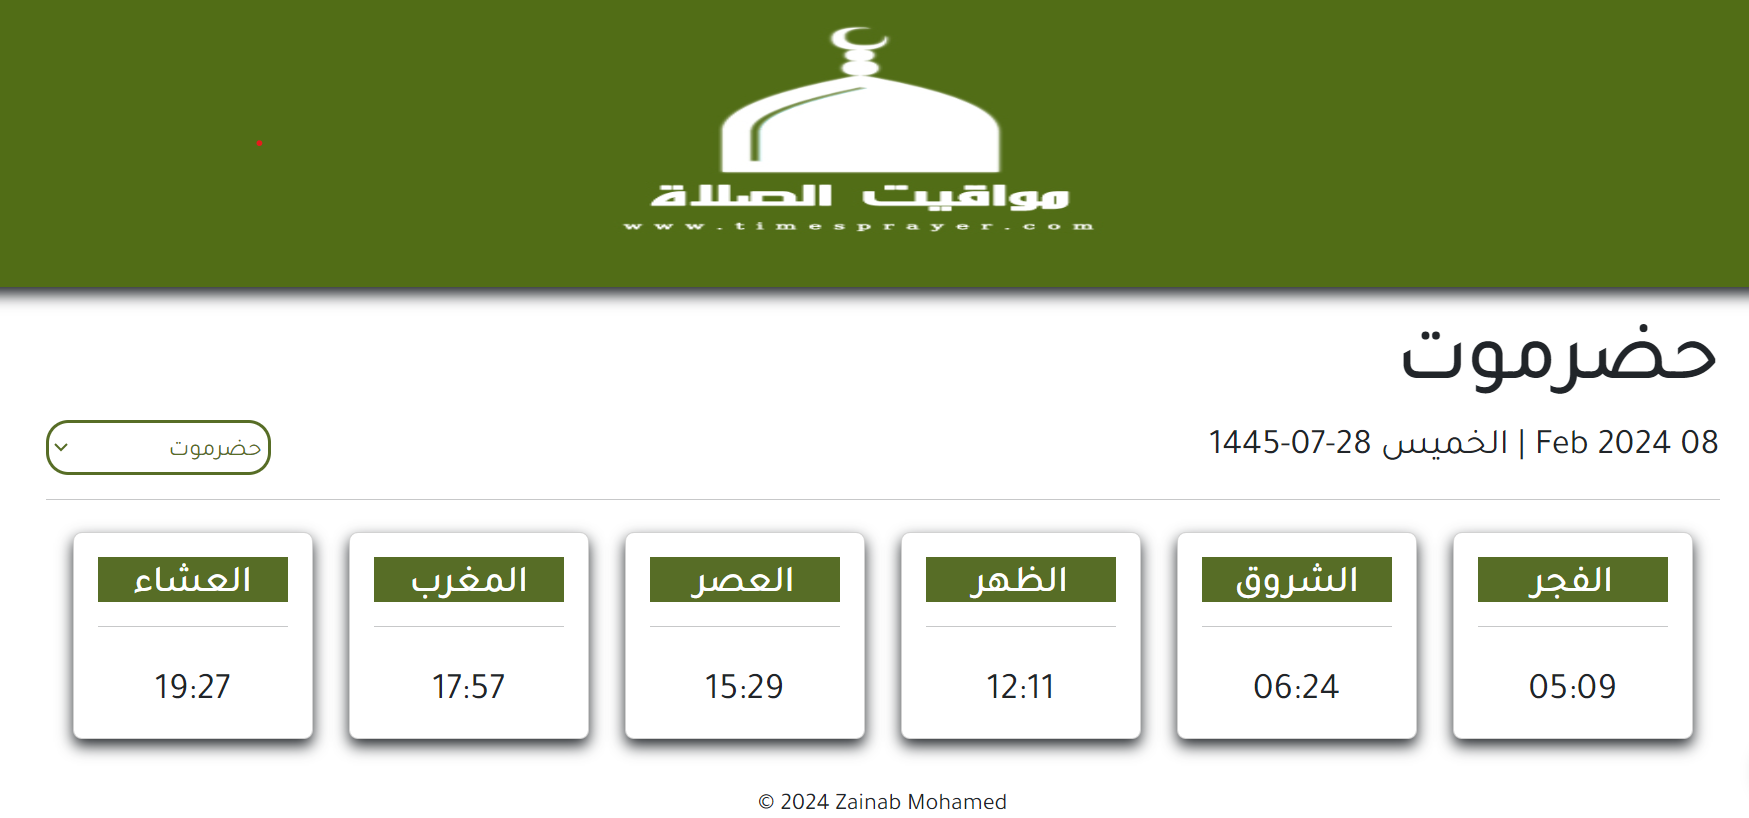 مواقيت الصلاة
www.timesprayer.com
حضرموت
08 Feb 2024 | الخميس 28-07-1445
حضرموت
الفجر
05:09
الشروق
06:24
الظهر
12:11
العصر
15:29
المغرب
17:57
العشاء
19:27
© 2024 Zainab Mohamed